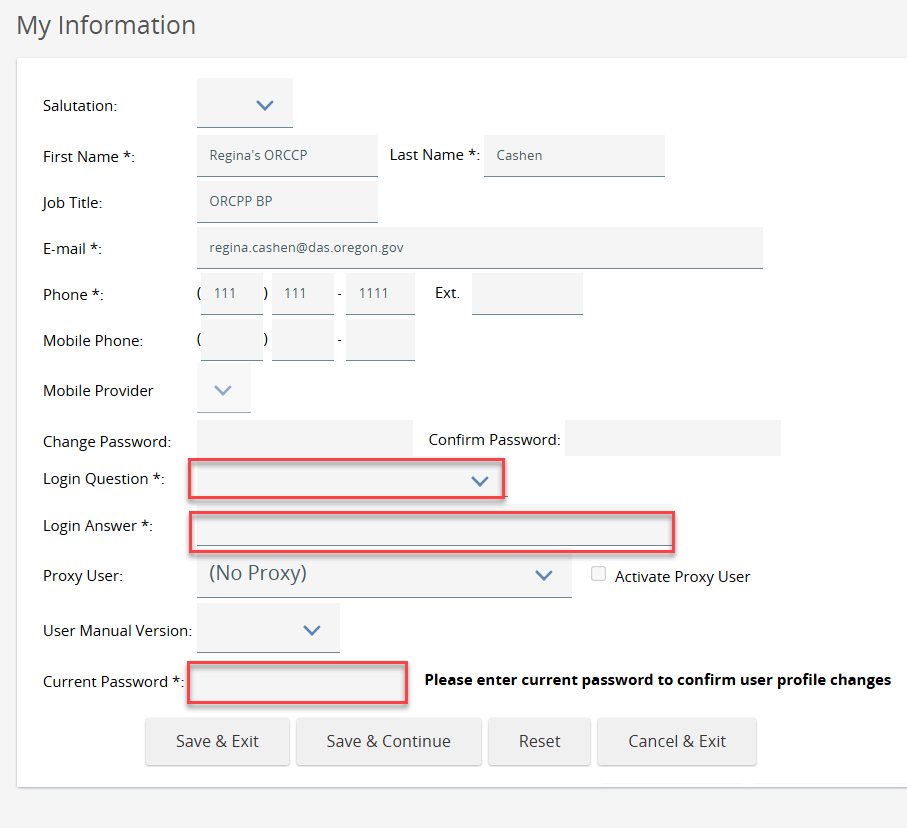 My Information
Salutation:
First Name *: Regina's ORCCP Last Name *: Cashen
Job Title: ORCPP BP
E-mail *: regina.cashen@das.oregon.gov
Phone *: ( 111 ) 111 - 1111 Ext.
Mobile Phone: ( ) -
Mobile Provider
Change Password: Confirm Password:
Login Question *:
Login Answer *:
Proxy User: (No Proxy) Activate Proxy User
User Manual Version:
Current Password *: Please enter current password to confirm user profile changes
Save & Exit Save & Continue Reset Cancel & Exit